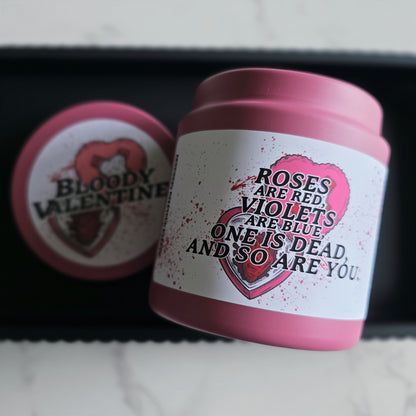 BLOODY
VALENTINE
ROSES
ARE RED,
VIOLETS
ARE BLUE,
ONE IS DEAD,
AND SO ARE YOU.